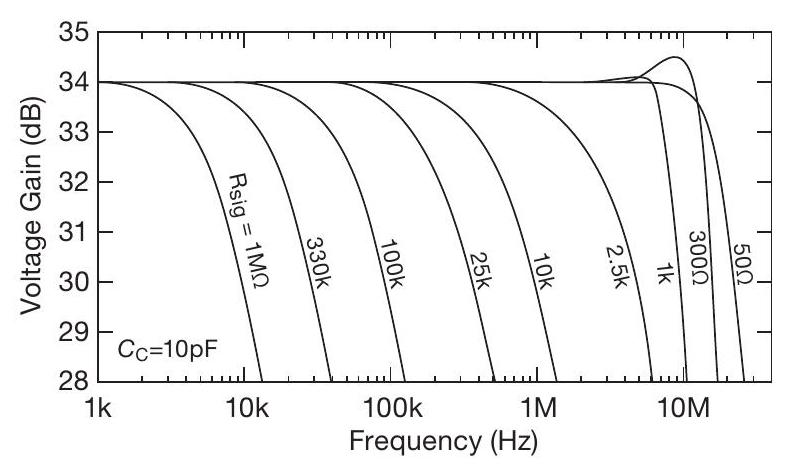 35
34
33
32
31
30
29
28
Voltage Gain (dB)
Rsig = 1MΩ
330k
100k
25k
10k
2.5k
1k
300Ω
50Ω
C_C=10pF
1k
10k
100k
1M
10M
Frequency (Hz)